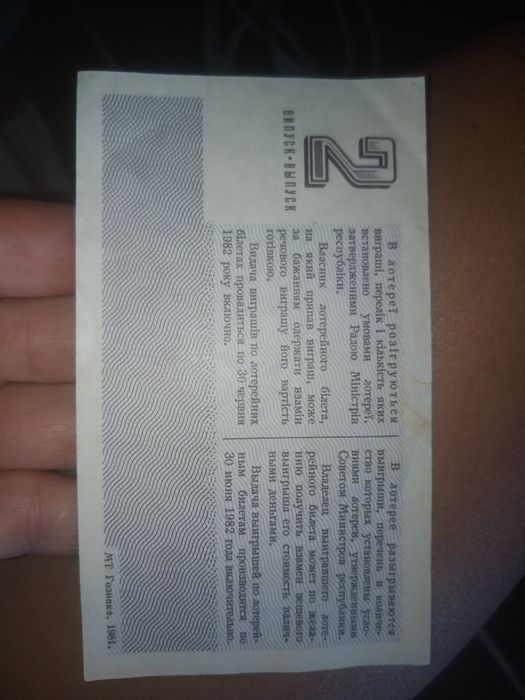 2
ВИПУСК • ВЫПУСК
В лотереї розігруються
виграші, перелік і кількість яких
встановлено умовами лотереї,
затвердженими Радою Міністрів
республіки.
Власник лотерейного білета,
на який припав виграш, може
за бажанням одержати взамін
речового виграшу його вартість
готівкою.
Видача виграшів по лотерейних
білетах провадиться по 30 червня
1982 року включно.
В лотерее разыгрываются
выигрыши, перечень и количе-
ство которых установлены усло-
виями лотереи, утвержденными
Советом Министров республики.
Владелец выигравшего лоте-
рейного билета может по жела-
нию получить взамен вещевого
выигрыша его стоимость налич-
ными деньгами.
Выдача выигрышей по лотерей-
ным билетам производится по
30 июня 1982 года включительно.
МТ Гознака. 1981.